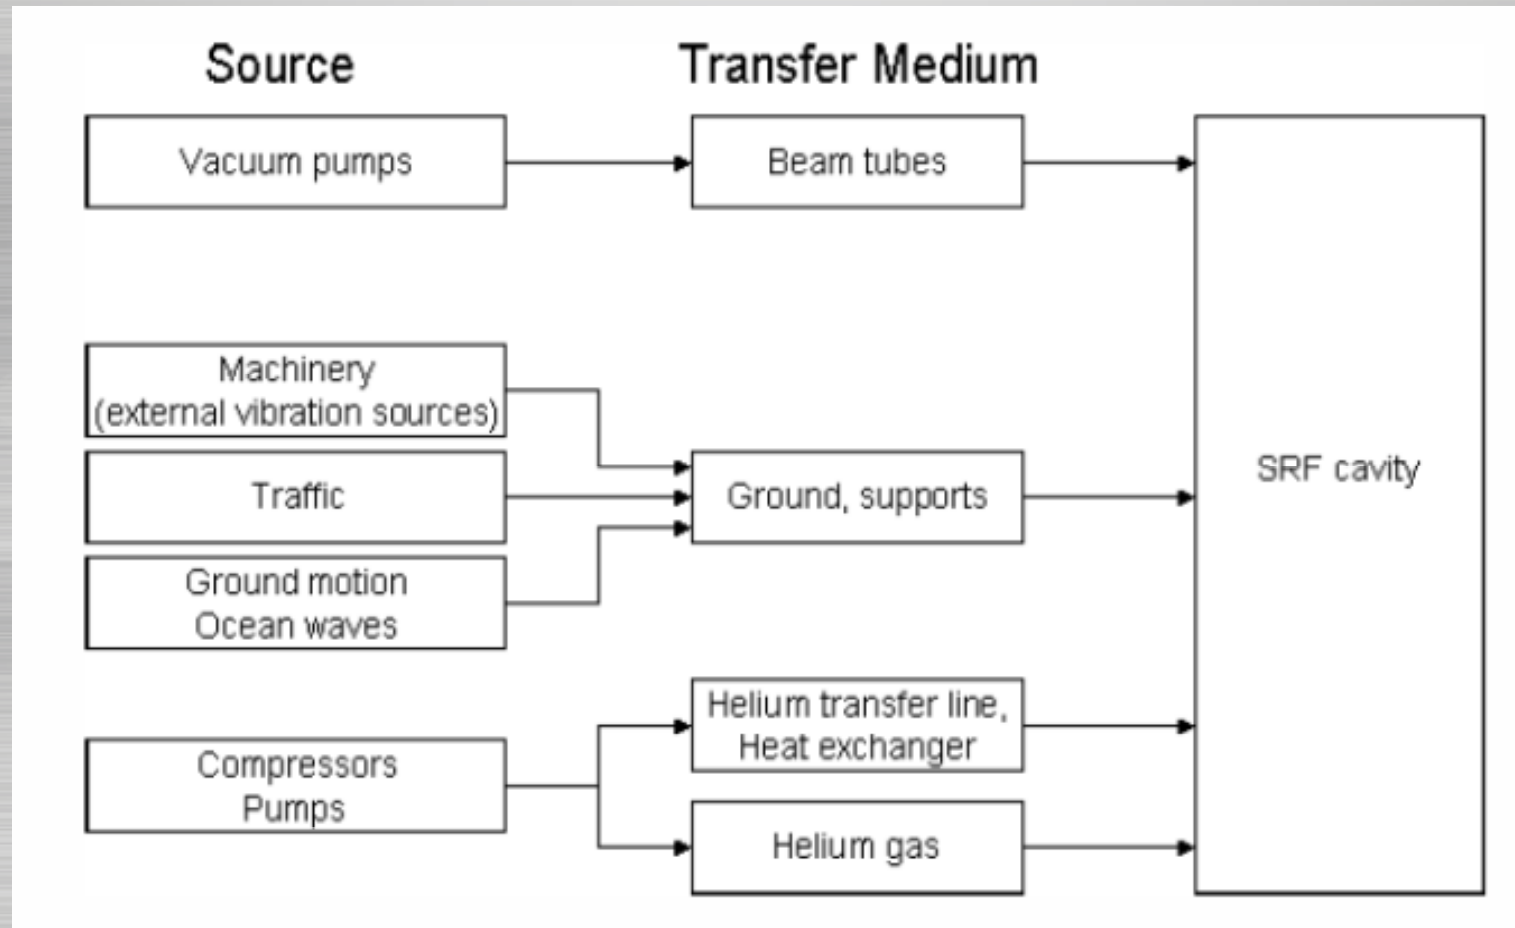 Source
Transfer Medium
Vacuum pumps
Beam tubes
Machinery
(external vibration sources)
Traffic
Ground, supports
SRF cavity
Ground motion
Ocean waves
Helium transfer line,
Heat exchanger
Compressors
Pumps
Helium gas